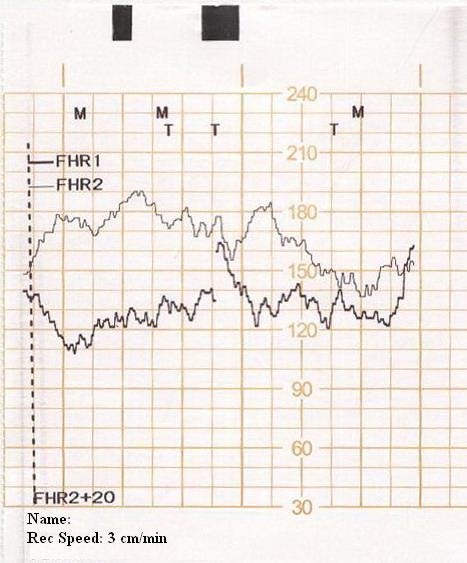 240
M M M
T T T
210
FHR1
FHR2
180
150
120
90
60
FHR2+20
30
Name:
Rec Speed: 3 cm/min